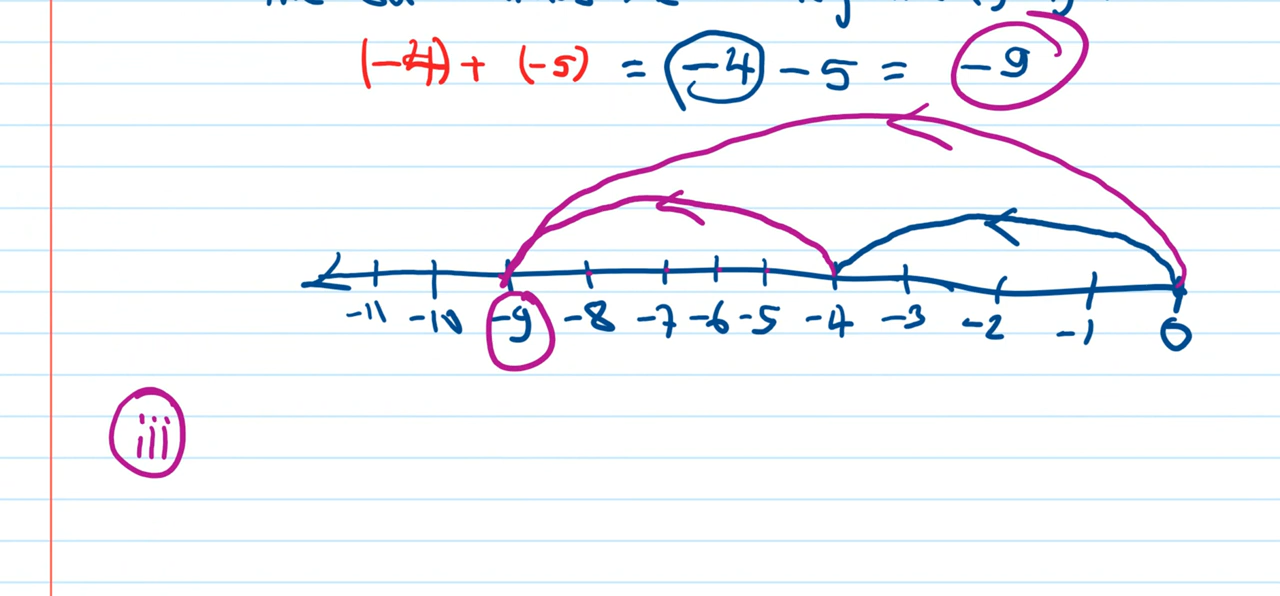 (-4) + (-5) = -4 - 5 = -9
-11 -10 -9 -8 -7 -6 -5 -4 -3 -2 -1 0
iii